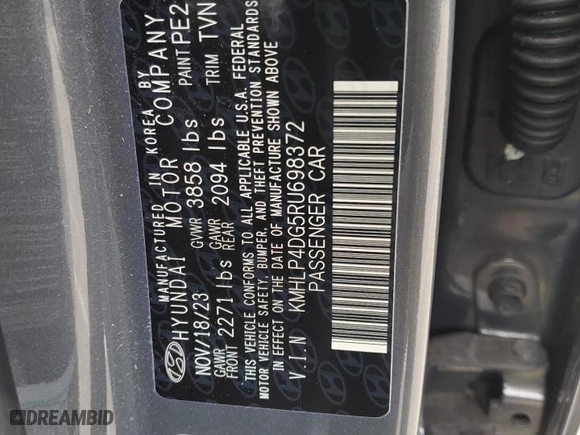 MANUFACTURED IN KOREA BY
HYUNDAI MOTOR COMPANY
NOV/18/23 GVWR 3858 lbs PAINT PE2
GAWR FRONT 2271 lbs GAWR REAR 2094 lbs TRIM TVN
THIS VEHICLE CONFORMS TO ALL APPLICABLE U.S.A. FEDERAL
MOTOR VEHICLE SAFETY, BUMPER, AND THEFT PREVENTION STANDARDS
IN EFFECT ON THE DATE OF MANUFACTURE SHOWN ABOVE
V.I.N KMHLP4DG5RU698372
PASSENGER CAR
DREAMBID